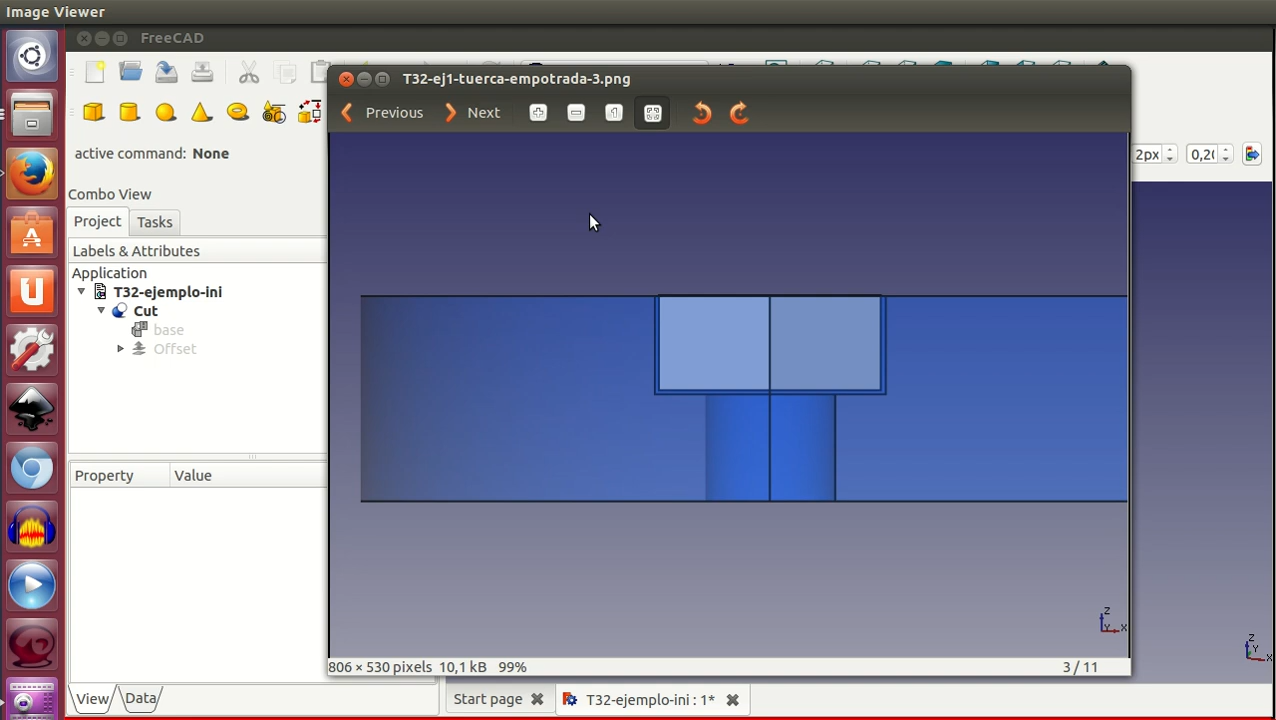 Image Viewer
FreeCAD
T32-ej1-tuerca-empotrada-3.png
Previous
Next
active command: None
2px
0,2(
Combo View
Project
Tasks
Labels & Attributes
Application
T32-ejemplo-ini
Cut
base
Offset
Property
Value
Z
Y
X
Z
Y
X
806 × 530 pixels 10,1 kB 99%
3 / 11
View
Data
Start page
T32-ejemplo-ini : 1*